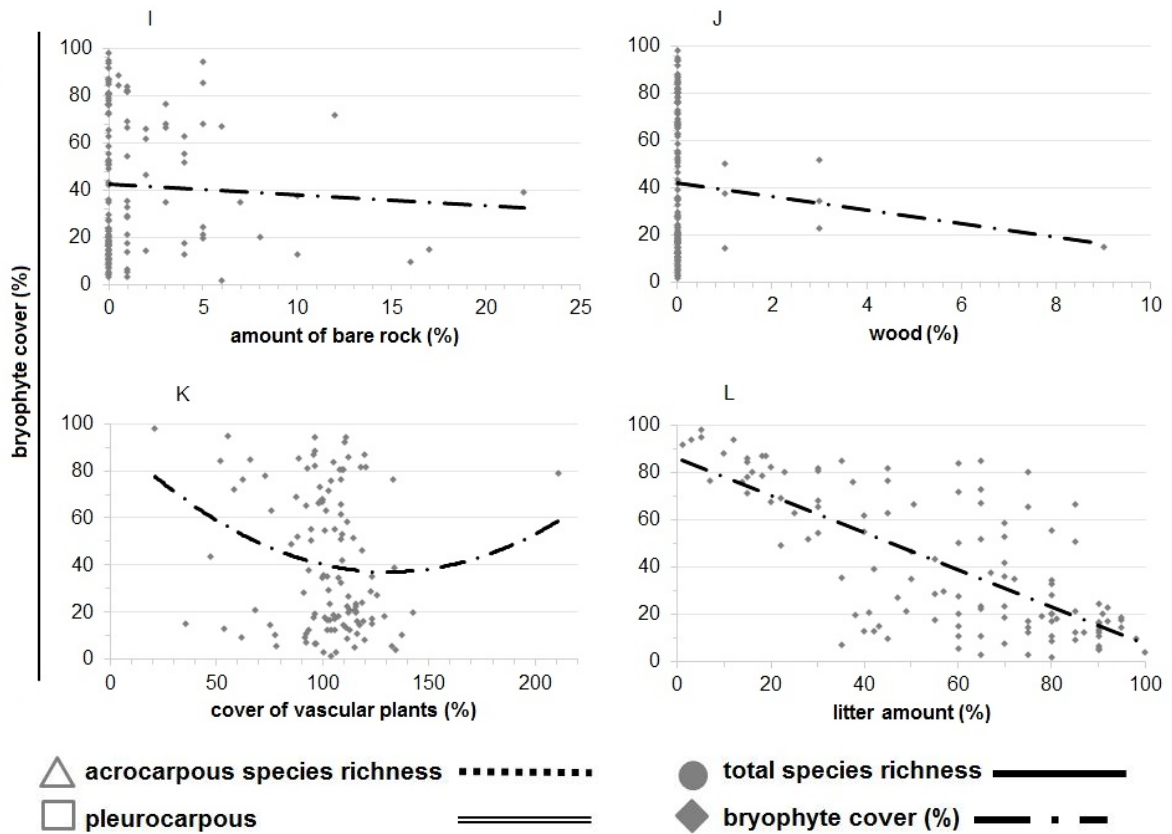 I
100
80
60
40
20
0
0 5 10 15 20 25
amount of bare rock (%)
J
100
80
60
40
20
0
0 2 4 6 8 10
wood (%)
bryophyte cover (%)
K
100
80
60
40
20
0
0 50 100 150 200
cover of vascular plants (%)
L
100
80
60
40
20
0
0 20 40 60 80 100
litter amount (%)
acrocarpous species richness
pleurocarpous
total species richness
bryophyte cover (%)